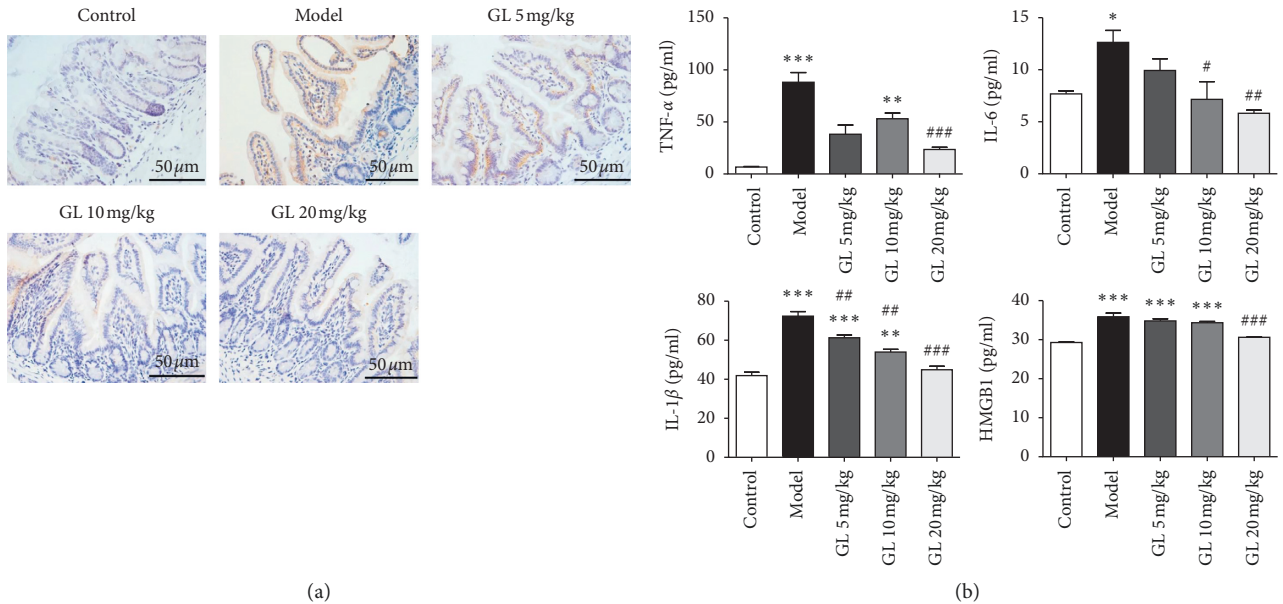 Control
Model
GL 5 mg/kg
50 μm
50 μm
50 μm
GL 10 mg/kg
GL 20 mg/kg
50 μm
50 μm
(a)
TNF-α (pg/ml)
150
100
50
0
***
**
###
Control
Model
GL 5 mg/kg
GL 10 mg/kg
GL 20 mg/kg
IL-6 (pg/ml)
15
10
5
0
*
#
##
Control
Model
GL 5 mg/kg
GL 10 mg/kg
GL 20 mg/kg
IL-1β (pg/ml)
80
60
40
20
0
***
##
***
##
**
###
Control
Model
GL 5 mg/kg
GL 10 mg/kg
GL 20 mg/kg
HMGB1 (pg/ml)
40
30
20
10
0
***
***
***
###
Control
Model
GL 5 mg/kg
GL 10 mg/kg
GL 20 mg/kg
(b)